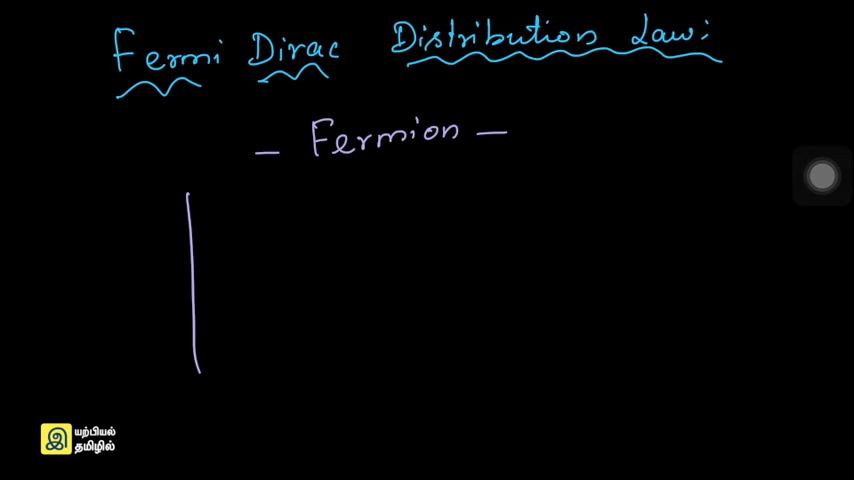 Fermi Dirac Distribution Law:
— Fermion —
இ யற்பியல்
தமிழில்